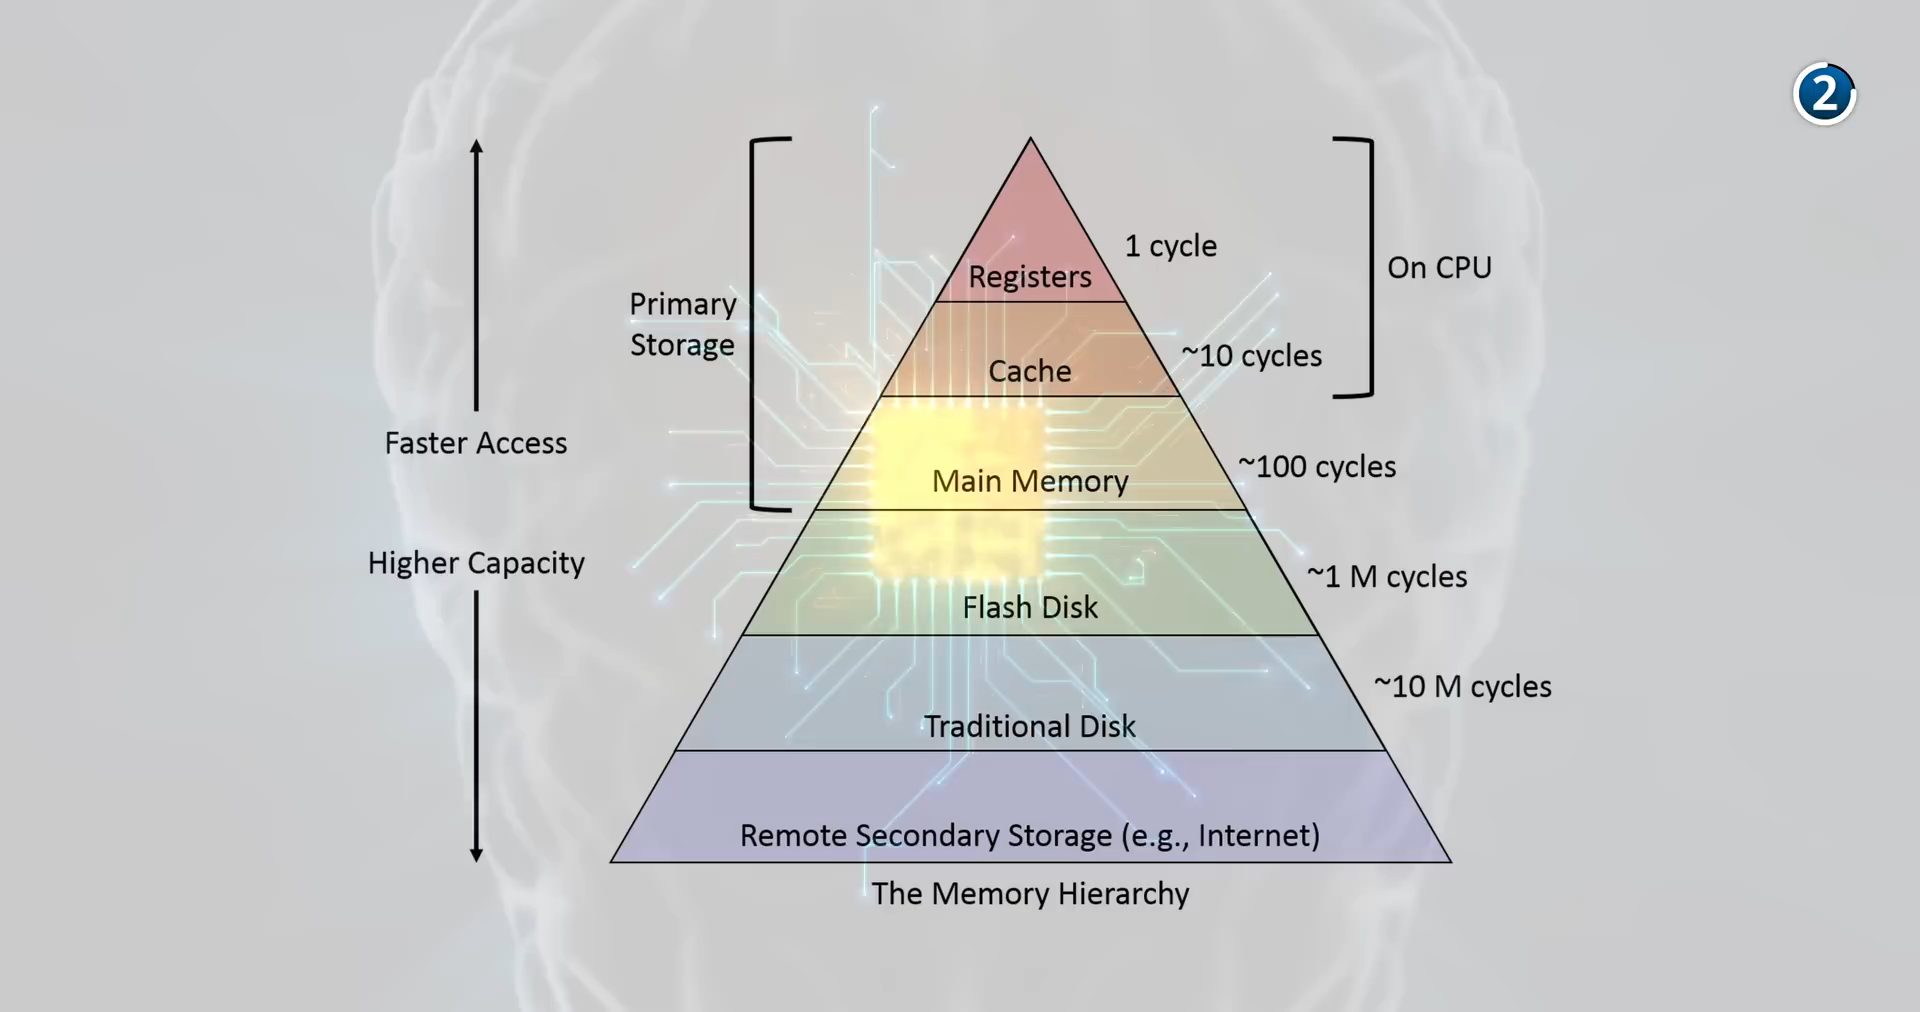 2
1 cycle
Registers
On CPU
Primary
Storage
~10 cycles
Cache
Faster Access
~100 cycles
Main Memory
Higher Capacity
~1 M cycles
Flash Disk
~10 M cycles
Traditional Disk
Remote Secondary Storage (e.g., Internet)
The Memory Hierarchy